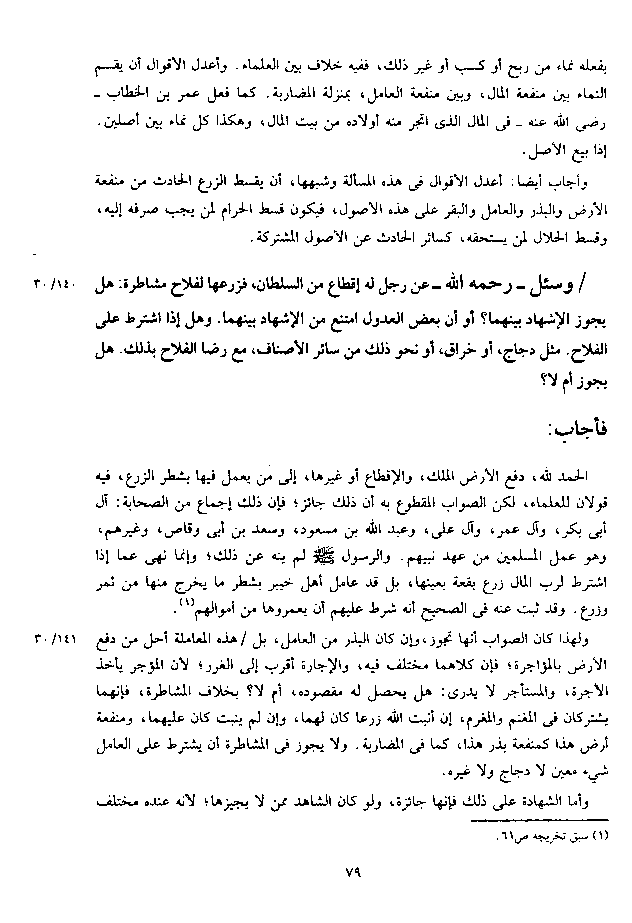 بفعله نماء من ربح أو كسب أو غير ذلك، ففيه خلاف بين العلماء. وأعدل الأقوال أن يقسم
النماء بين منفعة المال، وبين منفعة العامل، بمنزلة المضاربة. كما فعل عمر بن الخطاب ـ
رضى الله عنه ـ فى المال الذى اتجر منه أولاده من بيت المال، وهكذا كل نماء بين أصلين.
إذا بيع الأصل.
وأجاب أيضا: أعدل الأقوال فى هذه المسألة وشبهها، أن يقسط الزرع الحادث من منفعة
الأرض والبذر والعامل والبقر على هذه الأصول، فيكون قسط الحرام لمن يجب صرفه إليه،
وقسط الحلال لمن يستحقه، كسائر الحادث عن الأصول المشتركة.
/ وسئل ـ رحمه الله ـ عن رجل له إقطاع من السلطان، فزرعها لفلاح مشاطرة: هل ٣٠/١٤٠
يجوز الإشهاد بينهما؟ أو أن بعض العدول امتنع من الإشهاد بينهما. وهل إذا اشترط على
الفلاح. مثل دجاج، أو خراق، أو نحو ذلك من سائر الأصناف، مع رضا الفلاح بذلك. هل
يجوز أم لا؟
فأجاب:
الحمد لله، دفع الأرض الملك، والإقطاع أو غيرها، إلى من يعمل فيها بشطر الزرع، فيه
قولان للعلماء، لكن الصواب المقطوع به أن ذلك جائز؛ فإن ذلك إجماع من الصحابة: آل
أبى بكر، وآل عمر، وآل على، وعبد الله بن مسعود، وسعد بن أبى وقاص، وغيرهم،
وهو عمل المسلمين من عهد نبيهم. والرسول ﷺ لم ينه عن ذلك؛ وإنما نهى عما إذا
اشترط لرب المال زرع بقعة بعينها، بل قد عامل أهل خيبر بشطر ما يخرج منها من ثمر
وزرع. وقد ثبت عنه فى الصحيح أنه شرط عليهم أن يعمروها من أموالهم(١).
ولهذا كان الصواب أنها تجوز، وإن كان البذر من العامل، بل / هذه المعاملة أحل من دفع ٣٠/١٤١
الأرض بالمؤاجرة؛ فإن كلاهما مختلف فيه، والإجارة أقرب إلى الغرر؛ لأن المؤجر يأخذ
الأجرة، والمستأجر لا يدرى: هل يحصل له مقصوده، أم لا؟ بخلاف المشاطرة، فإنهما
يشتركان فى المغنم والمغرم، إن أنبت الله زرعا كان لهما، وإن لم ينبت كان عليهما، ومنفعة
أرض هذا كمنفعة بذر هذا، كما فى المضاربة. ولا يجوز فى المشاطرة أن يشترط على العامل
شىء معين لا دجاج ولا غيره.
وأما الشهادة على ذلك فإنها جائزة، ولو كان الشاهد ممن لا يجيزها؛ لأنه عنده مختلف
(١) سبق تخريجه ص٦١.
٧٩